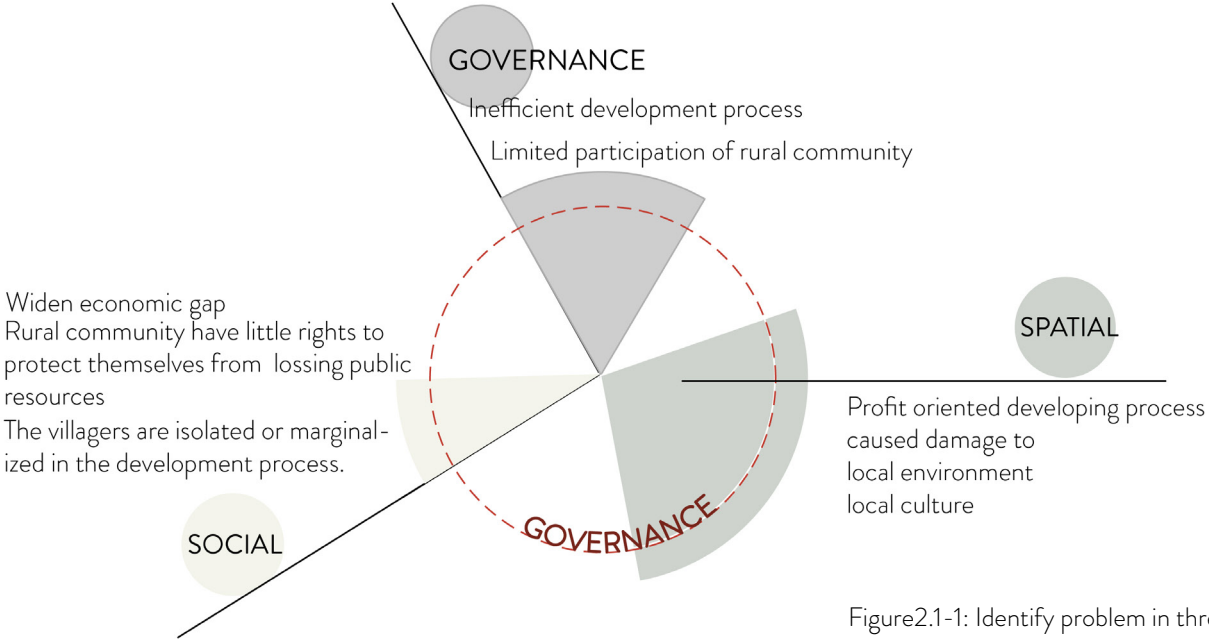 GOVERNANCE
Inefficient development process
Limited participation of rural community
Widen economic gap
Rural community have little rights to
protect themselves from lossing public
resources
The villagers are isolated or marginal-
ized in the development process.
SOCIAL
SPATIAL
Profit oriented developing process
caused damage to
local environment
local culture
GOVERNANCE
Figure2.1-1: Identify problem in